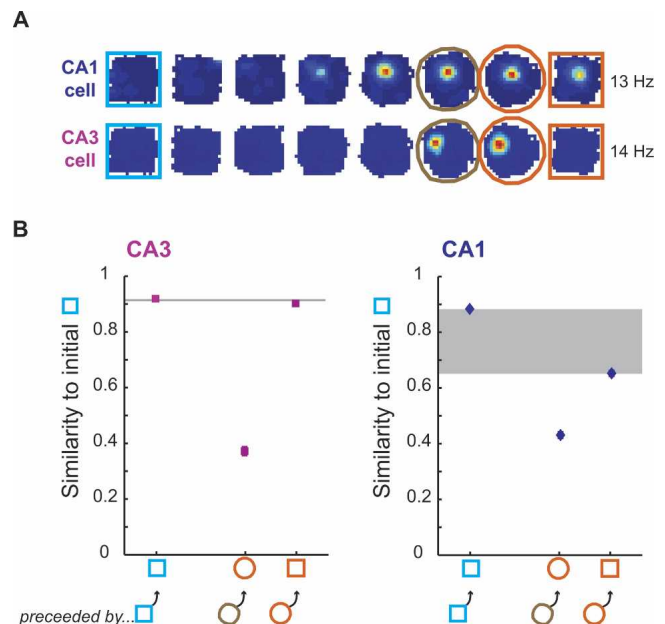 A
CA1 cell
13 Hz
CA3 cell
14 Hz
B
CA3
Similarity to initial
1
0.8
0.6
0.4
0.2
0
CA1
Similarity to initial
1
0.8
0.6
0.4
0.2
0
preceeded by...